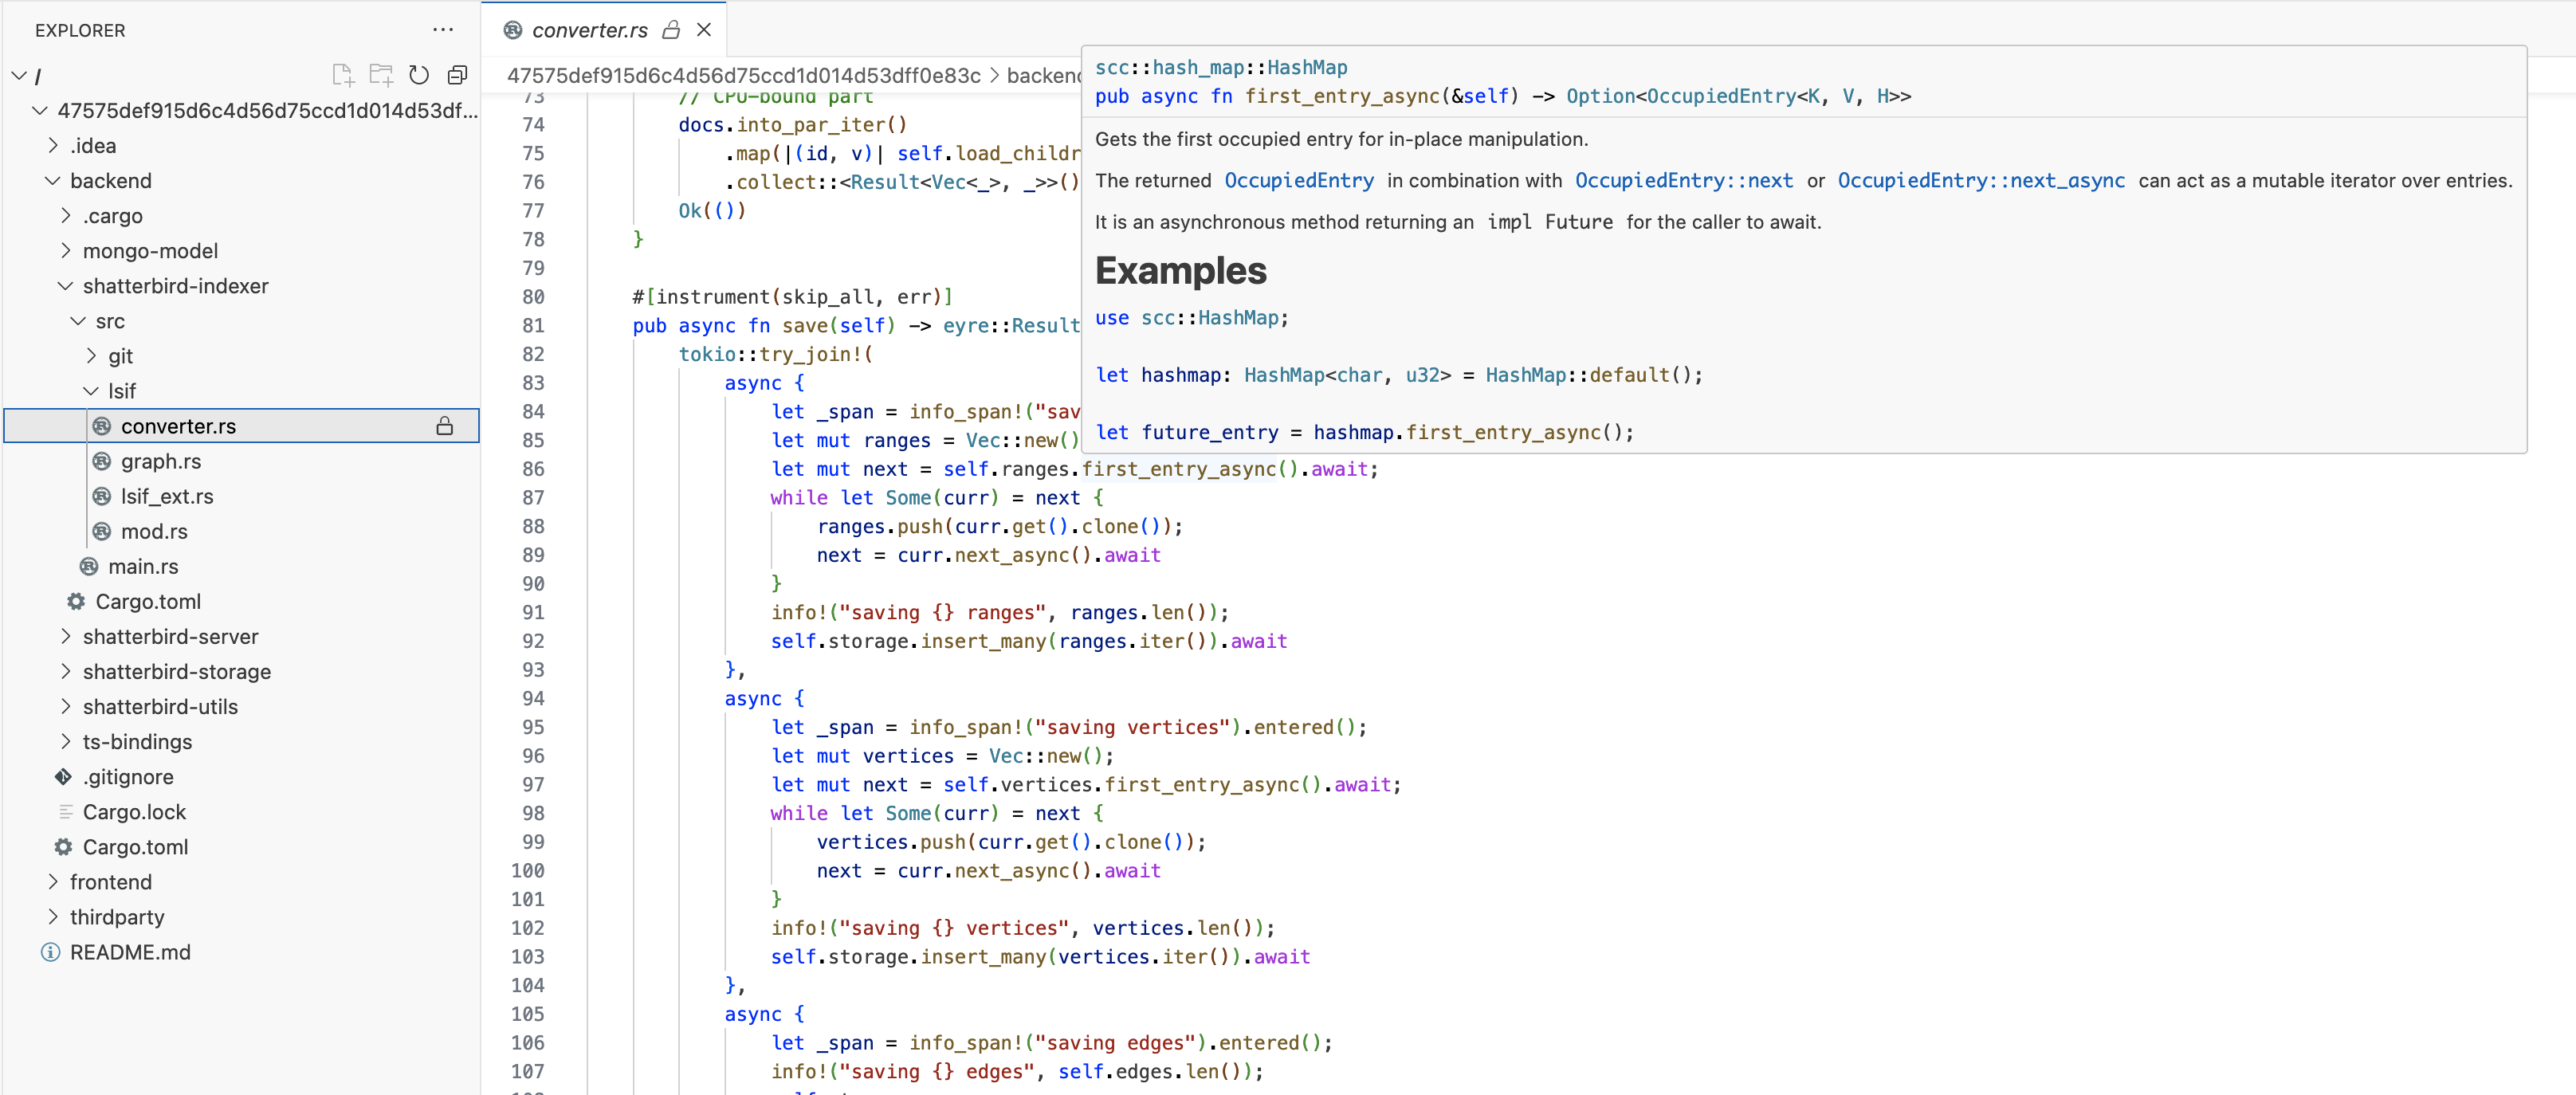 EXPLORER
/
47575def915d6c4d56d75ccd1d014d53df...
.idea
backend
.cargo
mongo-model
shatterbird-indexer
src
git
lsif
converter.rs
graph.rs
lsif_ext.rs
mod.rs
main.rs
Cargo.toml
shatterbird-server
shatterbird-storage
shatterbird-utils
ts-bindings
.gitignore
Cargo.lock
Cargo.toml
frontend
thirdparty
README.md
converter.rs
47575def915d6c4d56d75ccd1d014d53dff0e83c > backend
73 // CPU-bound part
74 docs.into_par_iter()
75 .map(|(id, v)| self.load_childr
76 .collect::<Result<Vec<_>, _>>()
77 Ok(())
78 }
79
80 #[instrument(skip_all, err)]
81 pub async fn save(self) -> eyre::Result
82 tokio::try_join!(
83 async {
84 let _span = info_span!("sav
85 let mut ranges = Vec::new()
86 let mut next = self.ranges.first_entry_async().await;
87 while let Some(curr) = next {
88 ranges.push(curr.get().clone());
89 next = curr.next_async().await
90 }
91 info!("saving {} ranges", ranges.len());
92 self.storage.insert_many(ranges.iter()).await
93 },
94 async {
95 let _span = info_span!("saving vertices").entered();
96 let mut vertices = Vec::new();
97 let mut next = self.vertices.first_entry_async().await;
98 while let Some(curr) = next {
99 vertices.push(curr.get().clone());
100 next = curr.next_async().await
101 }
102 info!("saving {} vertices", vertices.len());
103 self.storage.insert_many(vertices.iter()).await
104 },
105 async {
106 let _span = info_span!("saving edges").entered();
107 info!("saving {} edges", self.edges.len());
scc::hash_map::HashMap
pub async fn first_entry_async(&self) -> Option<OccupiedEntry<K, V, H>>
Gets the first occupied entry for in-place manipulation.
The returned OccupiedEntry in combination with OccupiedEntry::next or OccupiedEntry::next_async can act as a mutable iterator over entries.
It is an asynchronous method returning an impl Future for the caller to await.
Examples
use scc::HashMap;
let hashmap: HashMap<char, u32> = HashMap::default();
let future_entry = hashmap.first_entry_async();